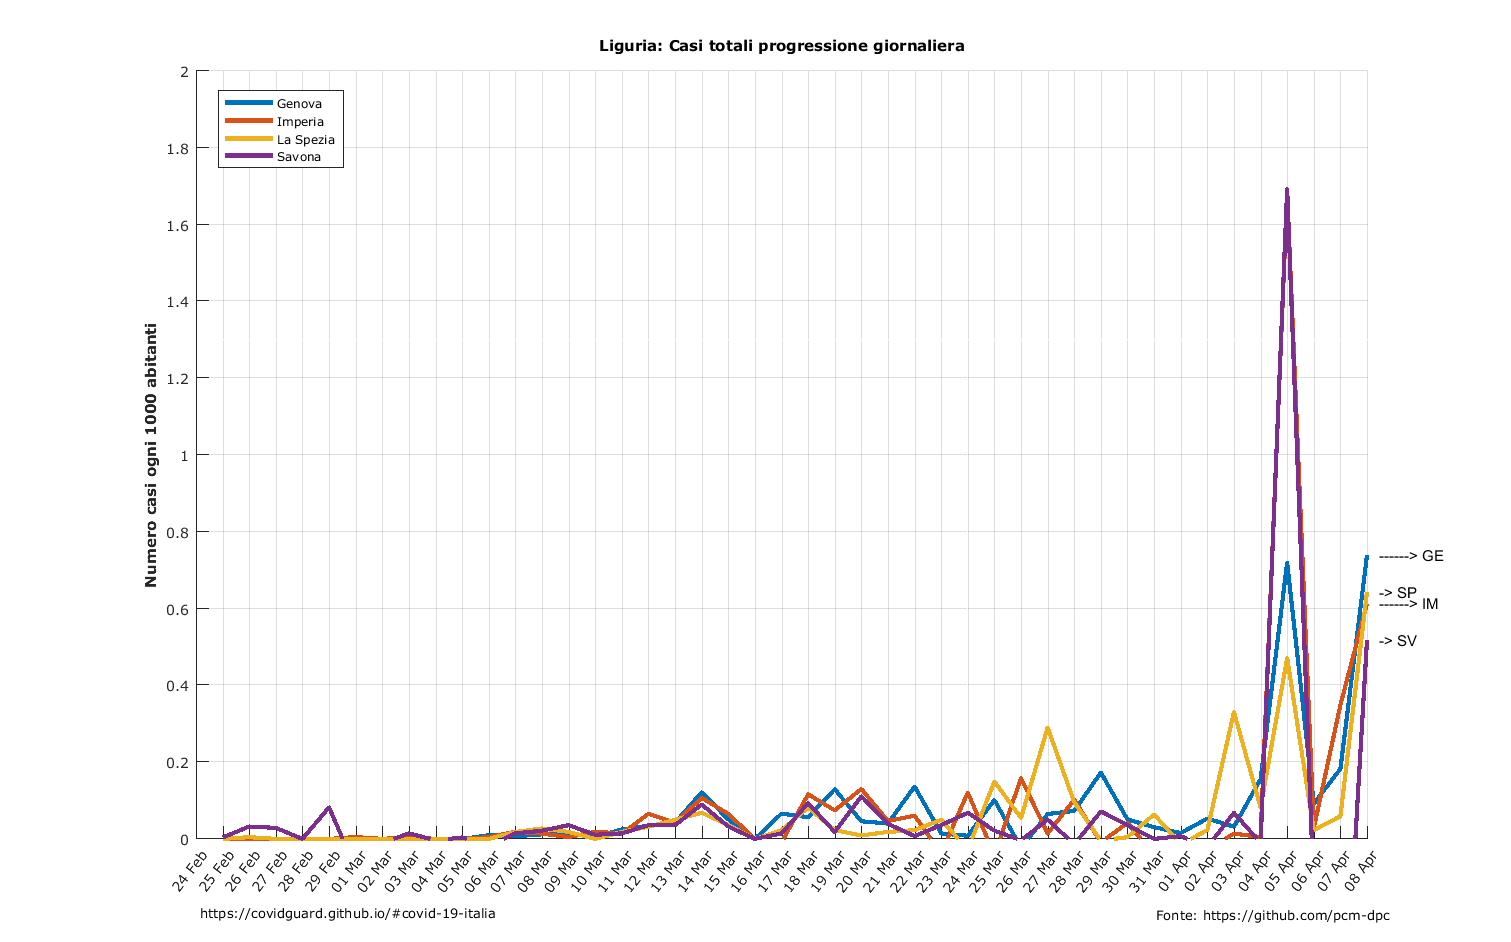 Liguria: Casi totali progressione giornaliera
Numero casi ogni 1000 abitanti
2
1.8
1.6
1.4
1.2
1
0.8
0.6
0.4
0.2
0
Genova
Imperia
La Spezia
Savona
------> GE
-> SP
------> IM
-> SV
24 Feb
25 Feb
26 Feb
27 Feb
28 Feb
29 Feb
01 Mar
02 Mar
03 Mar
04 Mar
05 Mar
06 Mar
07 Mar
08 Mar
09 Mar
10 Mar
11 Mar
12 Mar
13 Mar
14 Mar
15 Mar
16 Mar
17 Mar
18 Mar
19 Mar
20 Mar
21 Mar
22 Mar
23 Mar
24 Mar
25 Mar
26 Mar
27 Mar
28 Mar
29 Mar
30 Mar
31 Mar
01 Apr
02 Apr
03 Apr
04 Apr
05 Apr
06 Apr
07 Apr
08 Apr
https://covidguard.github.io/#covid-19-italia
Fonte: https://github.com/pcm-dpc